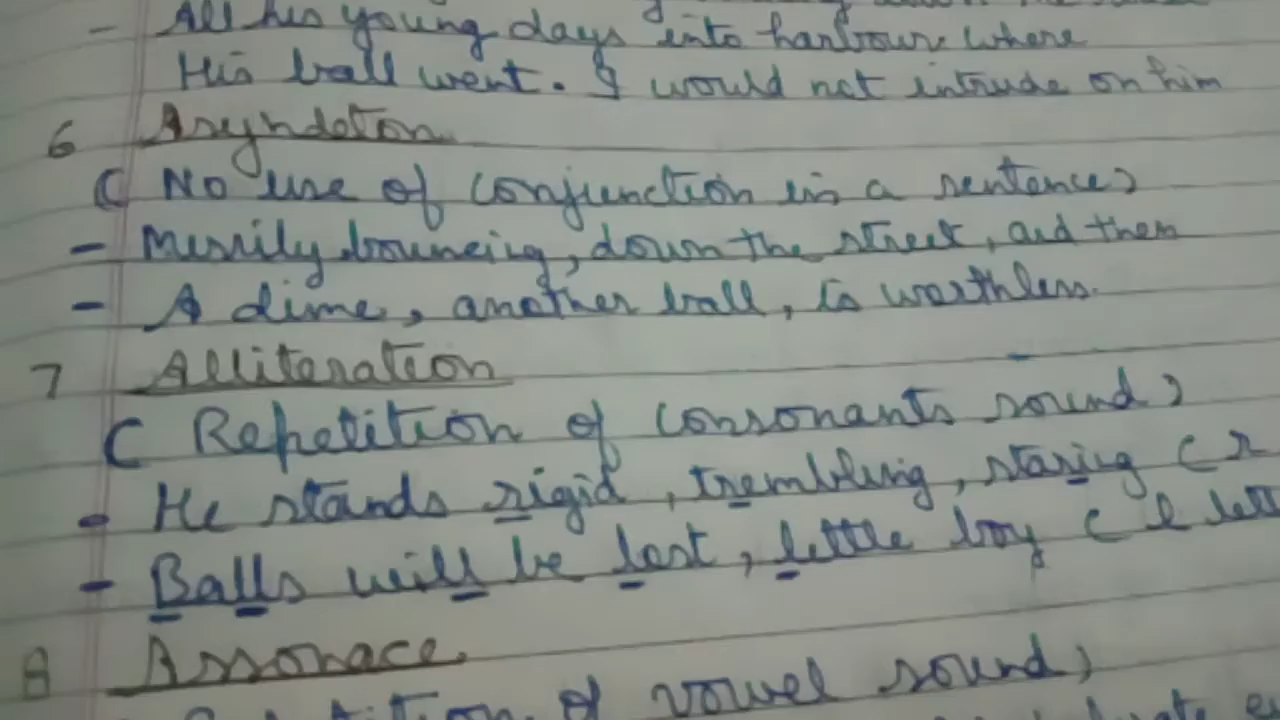 - All his young days into harbour where
His ball went. I would not intrude on him
6 Asyndeton
( No use of conjunction in a sentence)
- Merrily bouncing, down the street, and then
- A dime, another ball, is worthless.
7 Alliteration
( Repetition of consonants sound)
- He stands rigid, trembling, staring ( r
- Balls will be lost, little boy ( l lett
8 Assonace
of vowel sound)